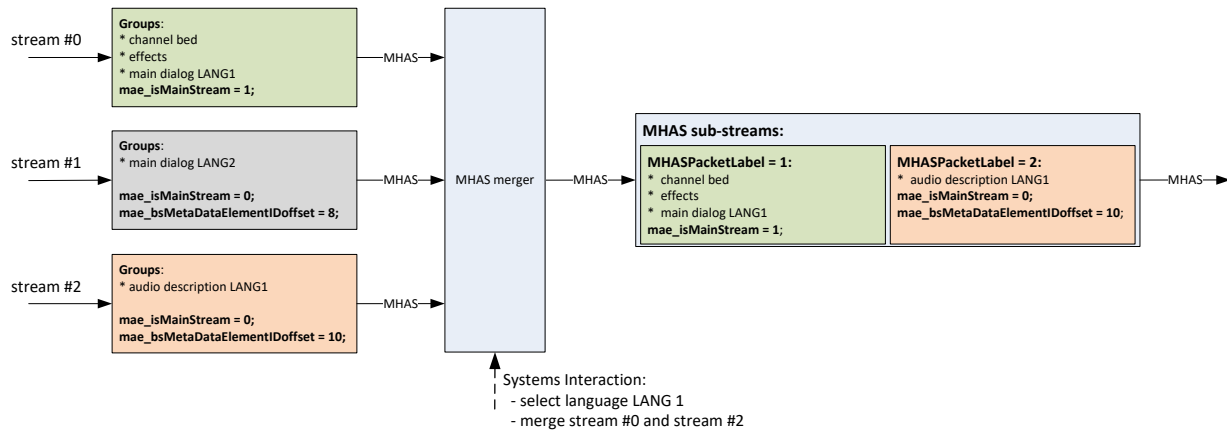 stream #0
Groups:
* channel bed
* effects
* main dialog LANG1
mae_isMainStream = 1;
MHAS
stream #1
Groups:
* main dialog LANG2
mae_isMainStream = 0;
mae_bsMetaDataElementIDoffset = 8;
MHAS
stream #2
Groups:
* audio description LANG1
mae_isMainStream = 0;
mae_bsMetaDataElementIDoffset = 10;
MHAS
MHAS merger
Systems Interaction:
- select language LANG 1
- merge stream #0 and stream #2
MHAS
MHAS sub-streams:
MHASPacketLabel = 1:
* channel bed
* effects
* main dialog LANG1
mae_isMainStream = 1;
MHASPacketLabel = 2:
* audio description LANG1
mae_isMainStream = 0;
mae_bsMetaDataElementIDoffset = 10;
MHAS